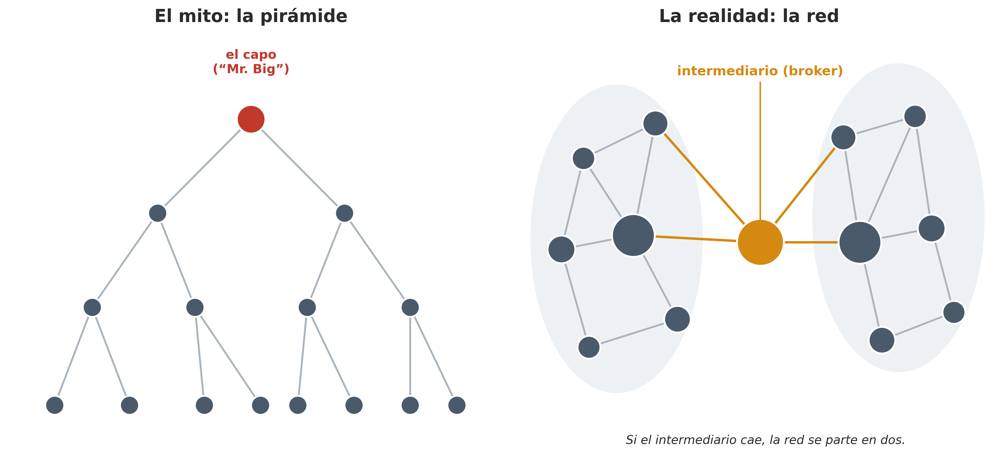 El mito: la pirámide
el capo
(“Mr. Big”)
La realidad: la red
intermediario (broker)
Si el intermediario cae, la red se parte en dos.